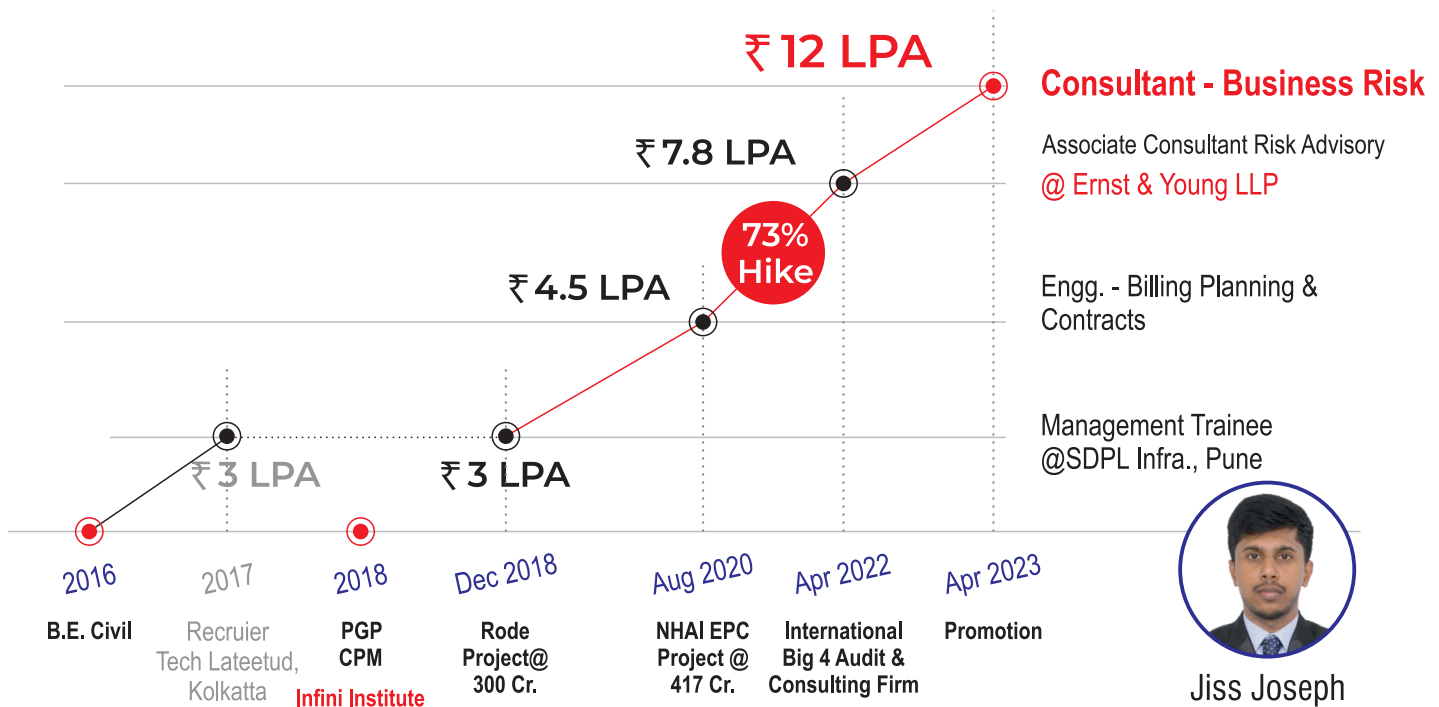 ₹ 12 LPA
Consultant - Business Risk
Associate Consultant Risk Advisory
@ Ernst & Young LLP
₹ 7.8 LPA
73%
Hike
₹ 4.5 LPA
Engg. - Billing Planning &
Contracts
₹ 3 LPA
₹ 3 LPA
Management Trainee
@SDPL Infra., Pune
2016
B.E. Civil
2017
Recruier
Tech Lateetud,
Kolkatta
2018
PGP
CPM
Infini Institute
Dec 2018
Rode
Project@
300 Cr.
Aug 2020
NHAI EPC
Project @
417 Cr.
Apr 2022
International
Big 4 Audit &
Consulting Firm
Apr 2023
Promotion
Jiss Joseph